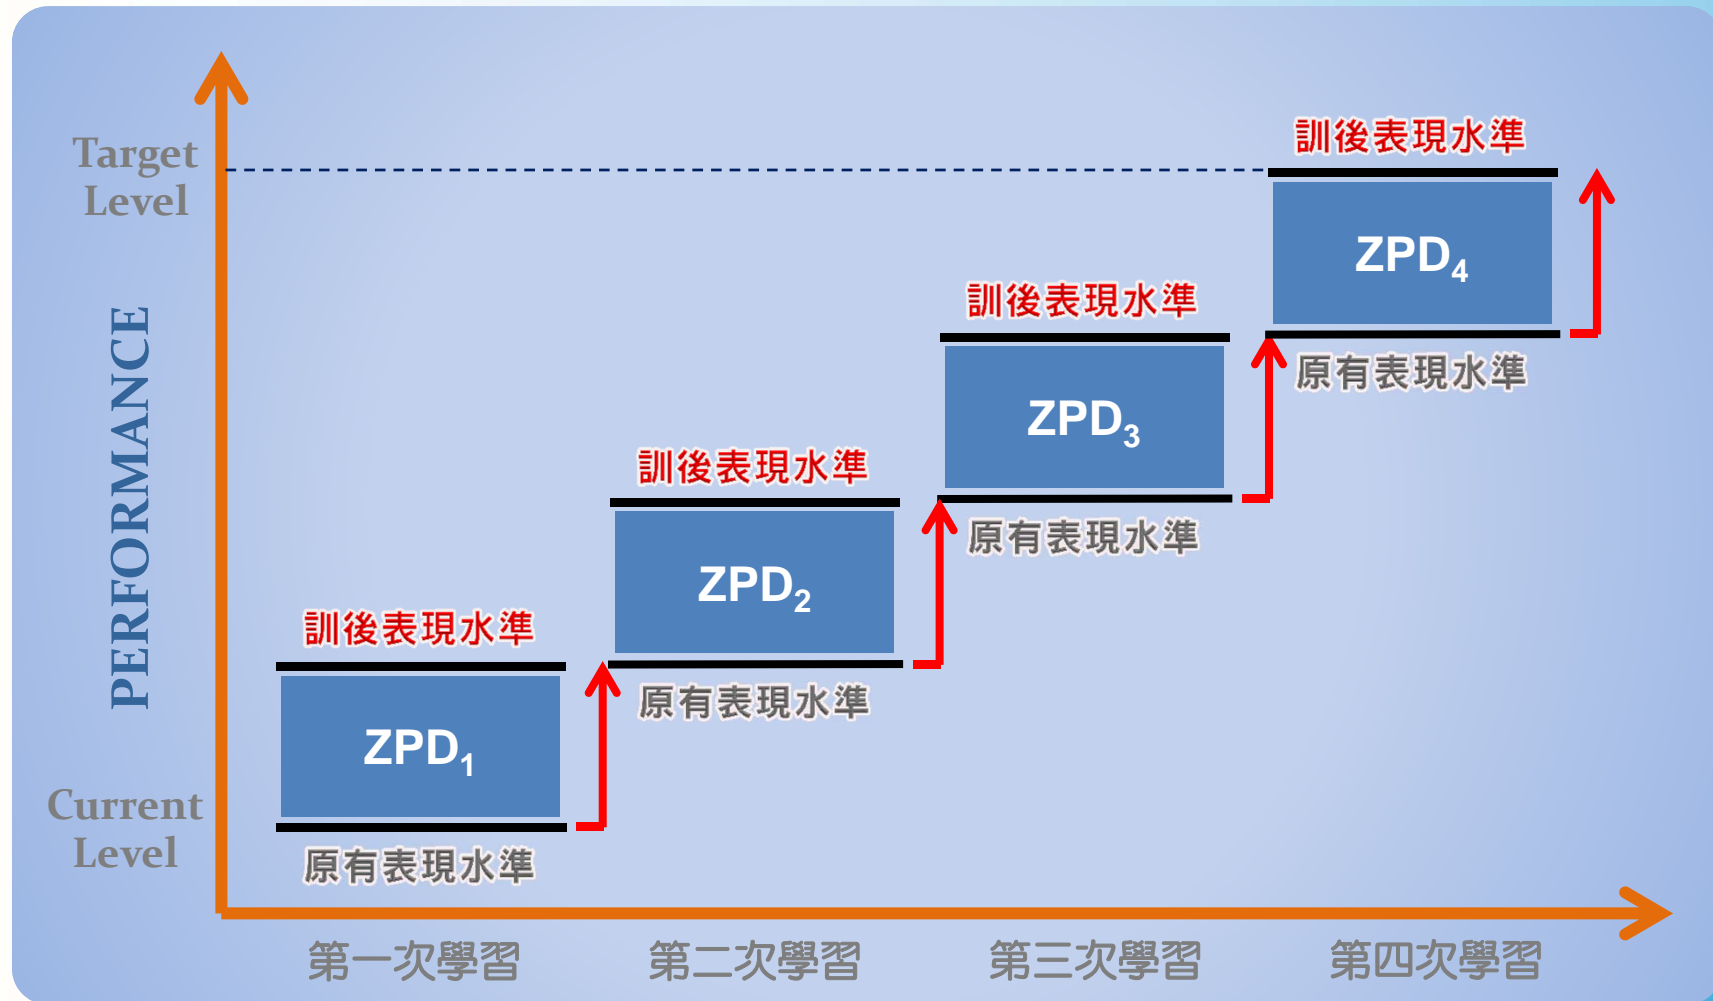 Target
Level
訓後表現水準
ZPD4
原有表現水準
訓後表現水準
ZPD3
原有表現水準
訓後表現水準
ZPD2
原有表現水準
訓後表現水準
ZPD1
原有表現水準
PERFORMANCE
Current
Level
第一次學習
第二次學習
第三次學習
第四次學習